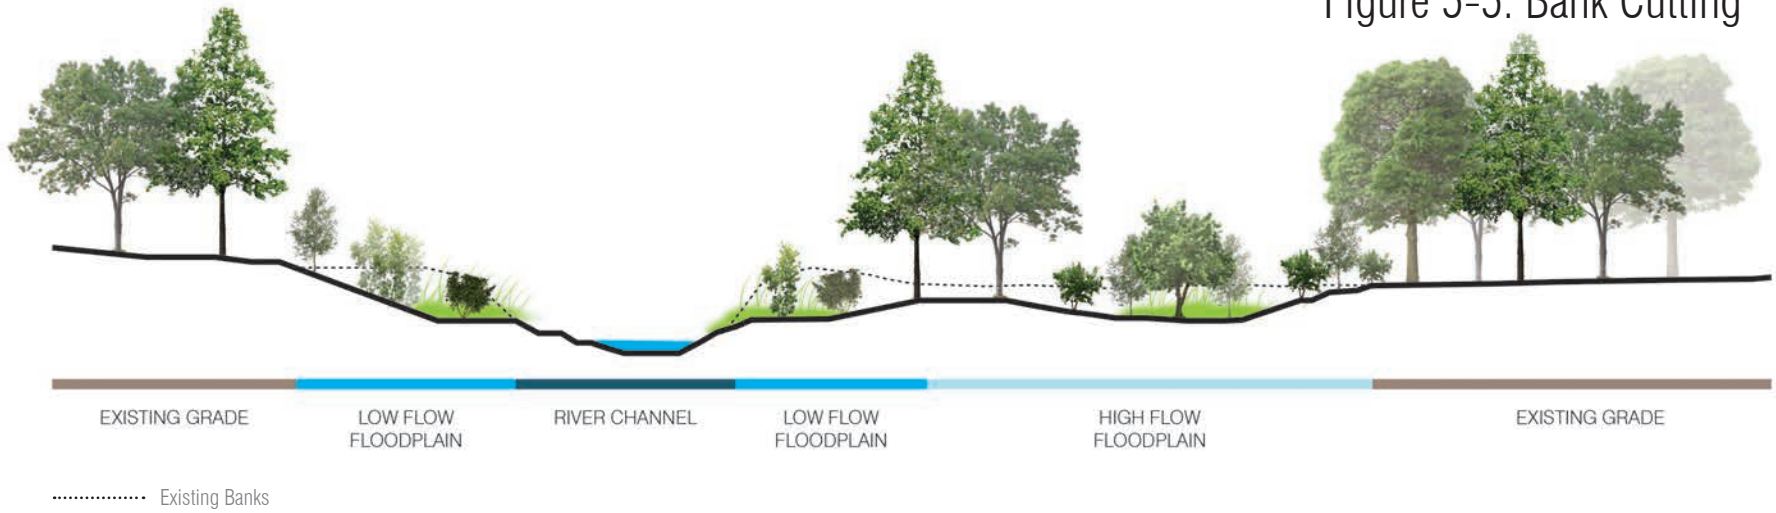 Figure 3-5: Bank Cutting
EXISTING GRADE
LOW FLOW
FLOODPLAIN
RIVER CHANNEL
LOW FLOW
FLOODPLAIN
HIGH FLOW
FLOODPLAIN
EXISTING GRADE
Existing Banks